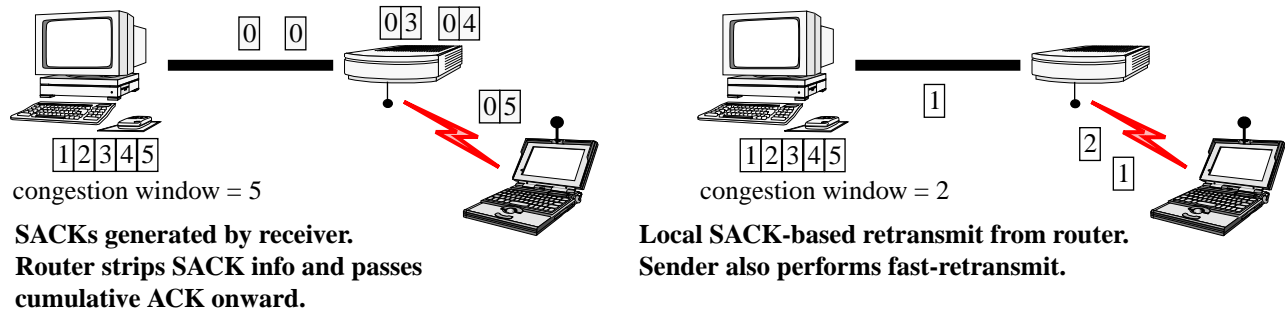 0 0
0 3 0 4
0 5
1 2 3 4 5
congestion window = 5
SACKs generated by receiver.
Router strips SACK info and passes
cumulative ACK onward.
1
2
1
1 2 3 4 5
congestion window = 2
Local SACK-based retransmit from router.
Sender also performs fast-retransmit.